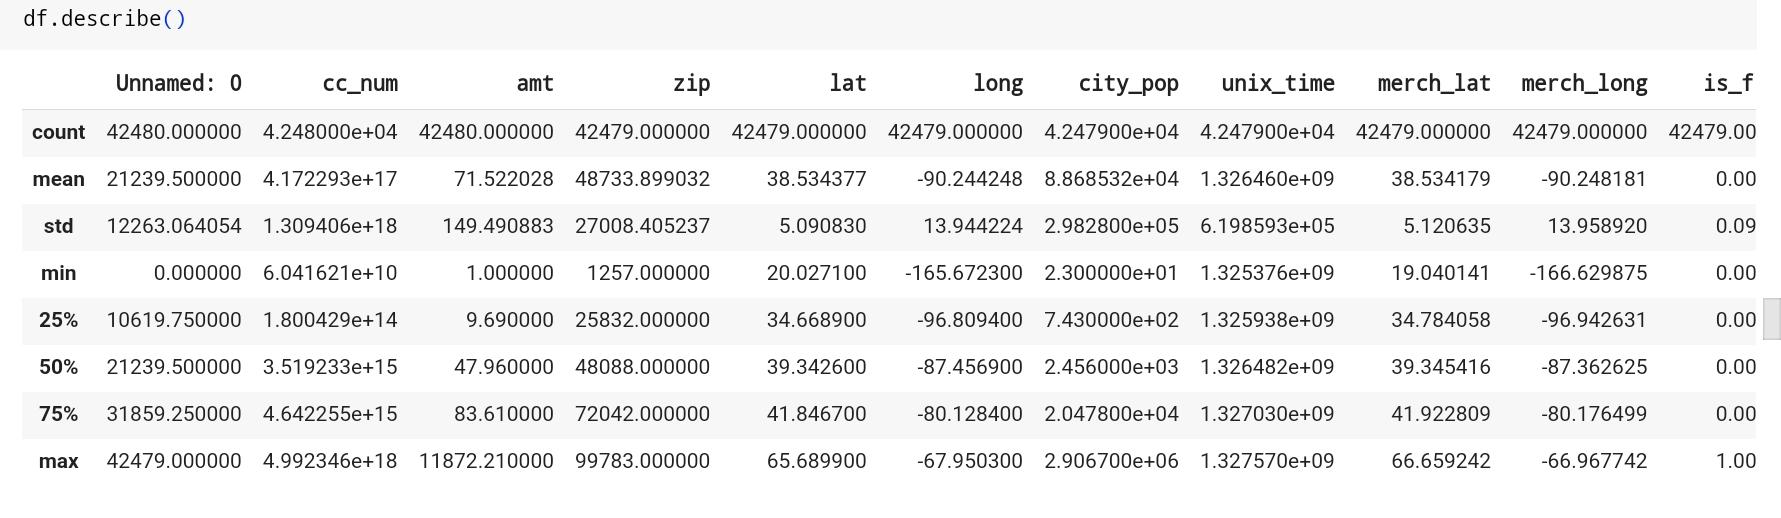 df.describe()
Unnamed: 0 cc_num amt zip lat long city_pop unix_time merch_lat merch_long is_f
count 42480.000000 4.248000e+04 42480.000000 42479.000000 42479.000000 42479.000000 4.247900e+04 4.247900e+04 42479.000000 42479.000000 42479.00
mean 21239.500000 4.172293e+17 71.522028 48733.899032 38.534377 -90.244248 8.868532e+04 1.326460e+09 38.534179 -90.248181 0.00
std 12263.064054 1.309406e+18 149.490883 27008.405237 5.090830 13.944224 2.982800e+05 6.198593e+05 5.120635 13.958920 0.09
min 0.000000 6.041621e+10 1.000000 1257.000000 20.027100 -165.672300 2.300000e+01 1.325376e+09 19.040141 -166.629875 0.00
25% 10619.750000 1.800429e+14 9.690000 25832.000000 34.668900 -96.809400 7.430000e+02 1.325938e+09 34.784058 -96.942631 0.00
50% 21239.500000 3.519233e+15 47.960000 48088.000000 39.342600 -87.456900 2.456000e+03 1.326482e+09 39.345416 -87.362625 0.00
75% 31859.250000 4.642255e+15 83.610000 72042.000000 41.846700 -80.128400 2.047800e+04 1.327030e+09 41.922809 -80.176499 0.00
max 42479.000000 4.992346e+18 11872.210000 99783.000000 65.689900 -67.950300 2.906700e+06 1.327570e+09 66.659242 -66.967742 1.00